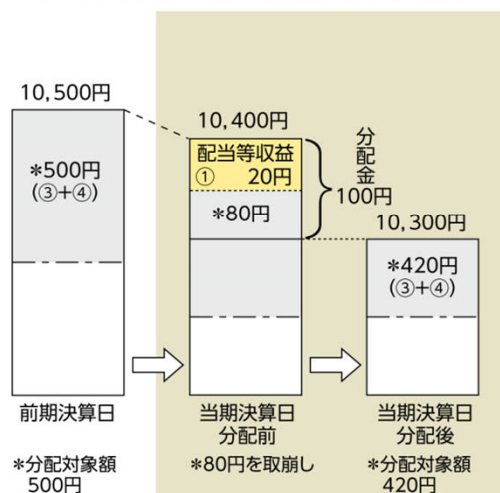 10,500円
*500円
(③+④)
前期決算日
*分配対象額
500円
10,400円
配当等収益
① 20円
*80円
分配金
100円
当期決算日
分配前
*80円を取崩し
10,300円
*420円
(③+④)
当期決算日
分配後
*分配対象額
420円